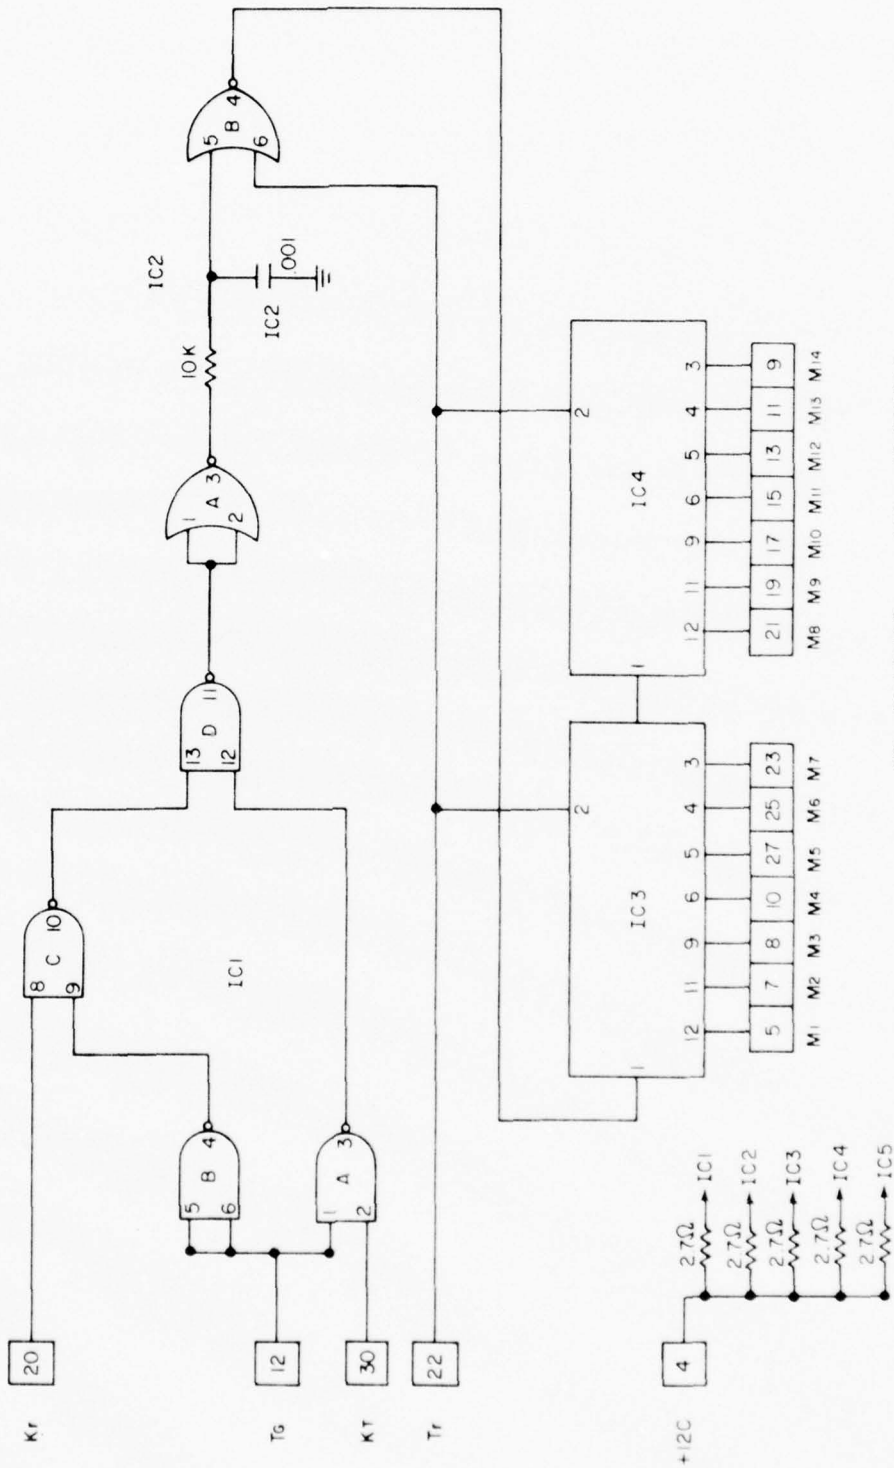 Kr 20
TG 12
KT 30
Tr 22
+12C 4
5 B 4
6
1 A 3
2
8 C 10
9
IC1
13 D 11
12
1 A 3
2
10K
IC2
.001
IC2
5 B 4
6
2.7Ω IC1
2.7Ω IC2
2.7Ω IC3
2.7Ω IC4
2.7Ω IC5
1 IC3 2
12 11 9 6 5 4 3
5 7 8 10 27 25 23
M1 M2 M3 M4 M5 M6 M7
1 IC4 2
12 11 9 6 5 4 3
21 19 17 15 13 11 9
M8 M9 M10 M11 M12 M13 M14